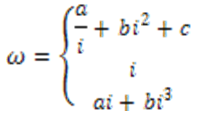 ω = { a/i + bi² + c
i
ai + bi³